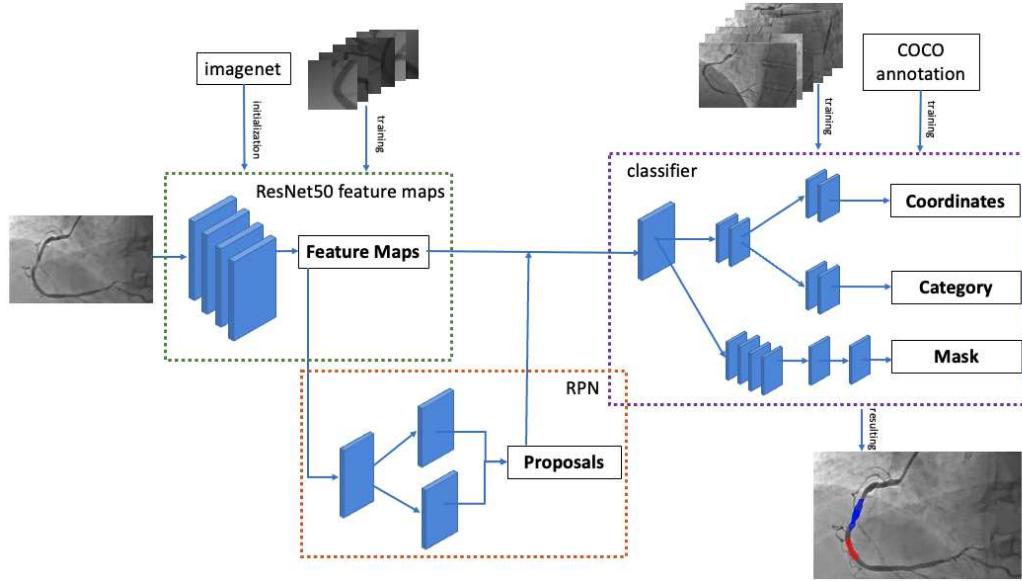 imagenet
COCO
annotation
initialization
training
training
training
ResNet50 feature maps
classifier
Feature Maps
Coordinates
Category
Mask
RPN
Proposals
resulting